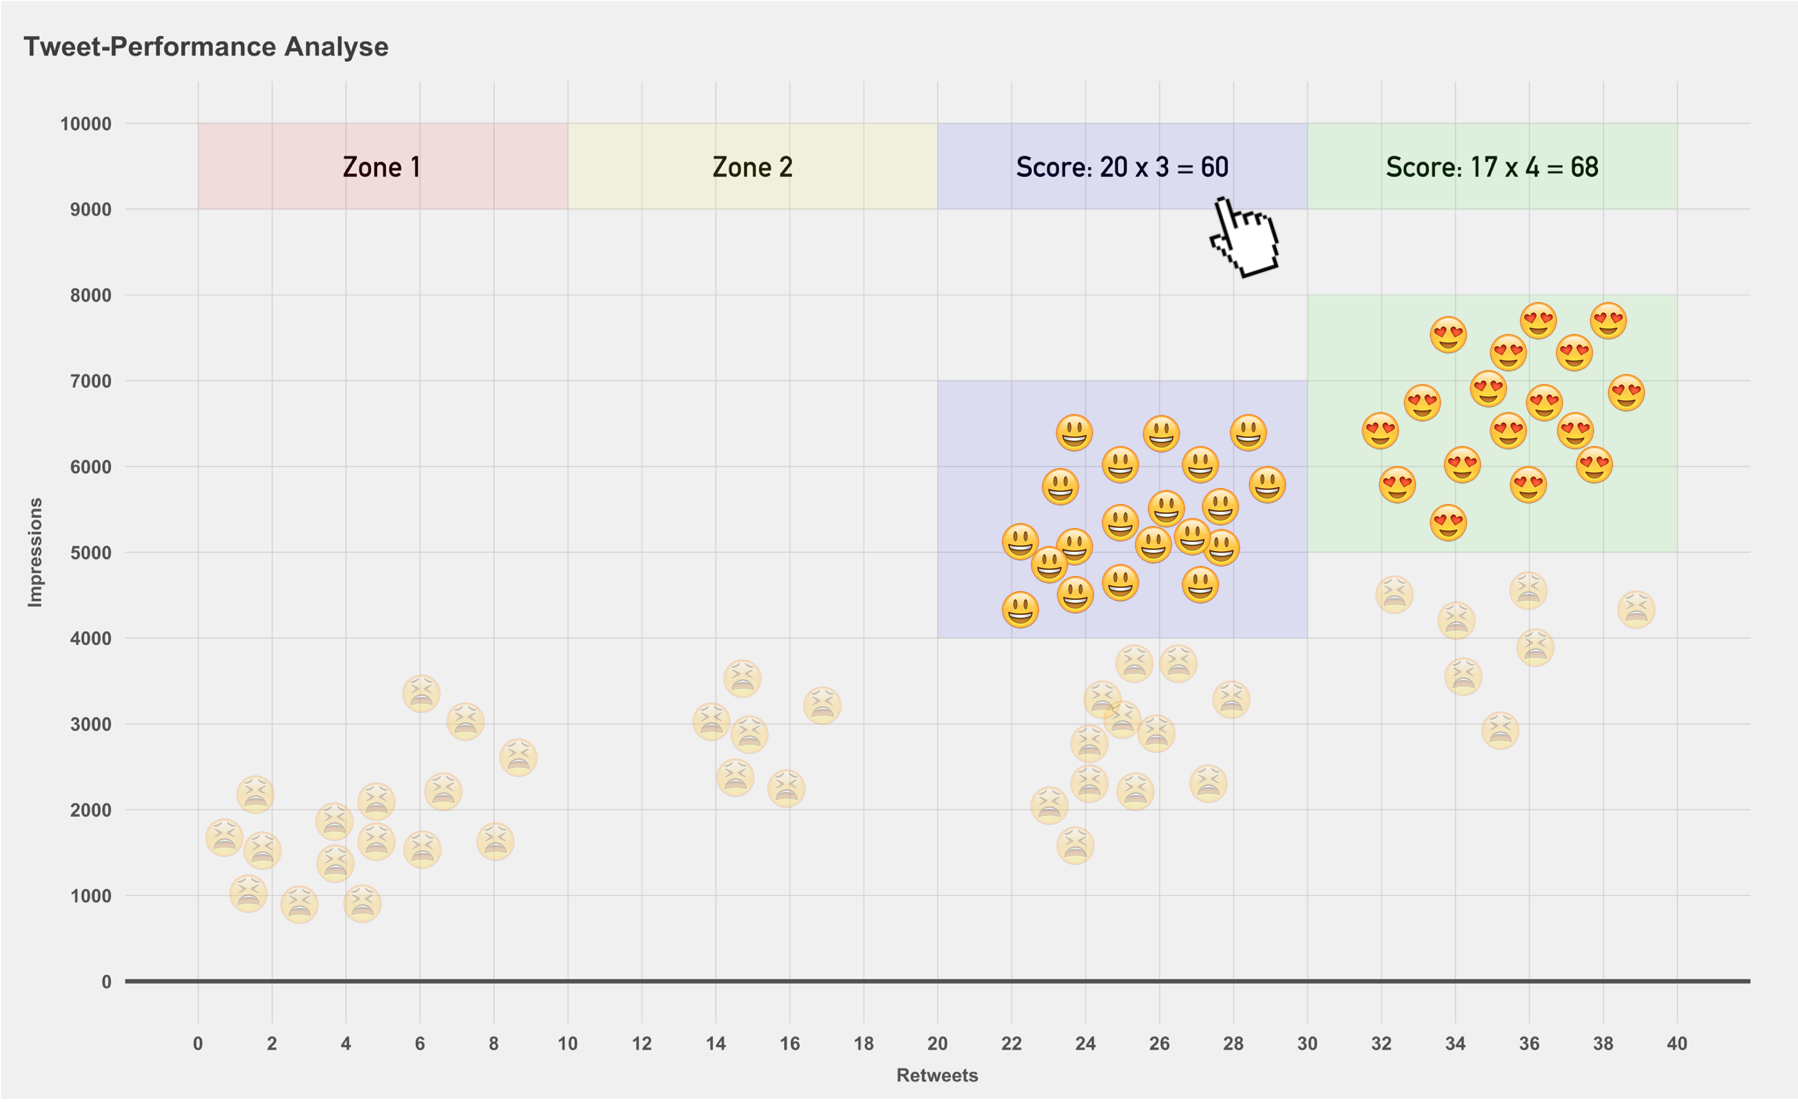 Tweet-Performance Analyse
10000
Zone 1
Zone 2
Score: 20 x 3 = 60
Score: 17 x 4 = 68
9000
8000
7000
6000
5000
4000
3000
2000
1000
0
Impressions
0 2 4 6 8 10 12 14 16 18 20 22 24 26 28 30 32 34 36 38 40
Retweets